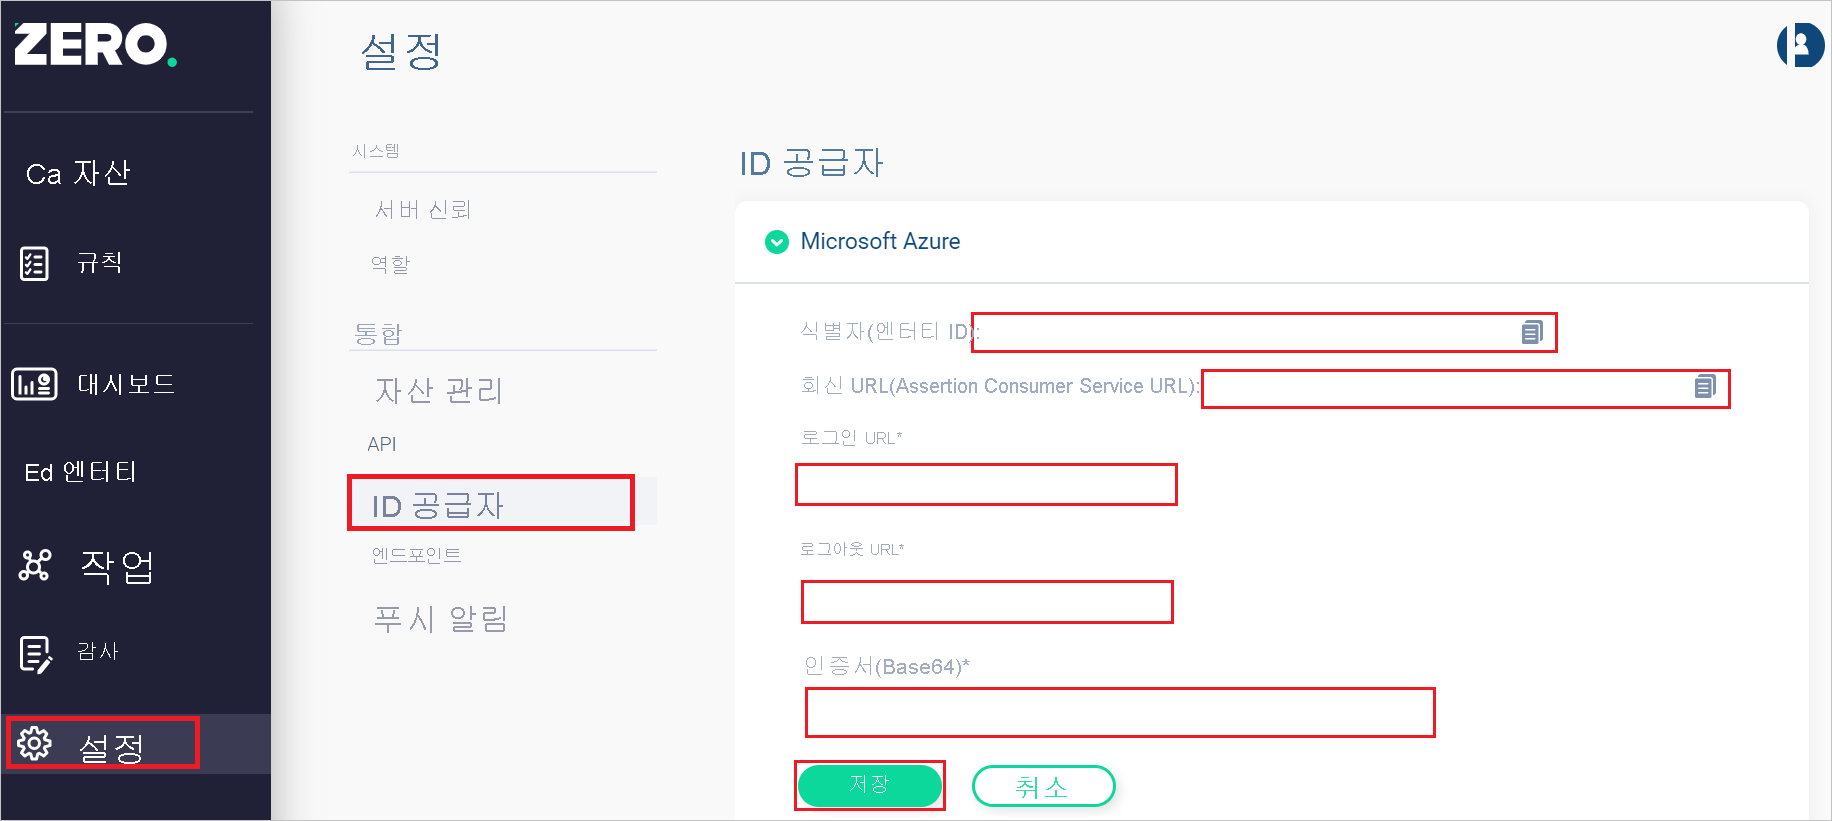 ZERO.
Ca 자산
규칙
대시보드
Ed 엔터티
작업
감사
설정
설정
시스템
서버 신뢰
역할
통합
자산 관리
API
ID 공급자
엔드포인트
푸시 알림
ID 공급자
Microsoft Azure
식별자(엔터티 ID):
회신 URL(Assertion Consumer Service URL):
로그인 URL*
로그아웃 URL*
인증서(Base64)*
저장
취소